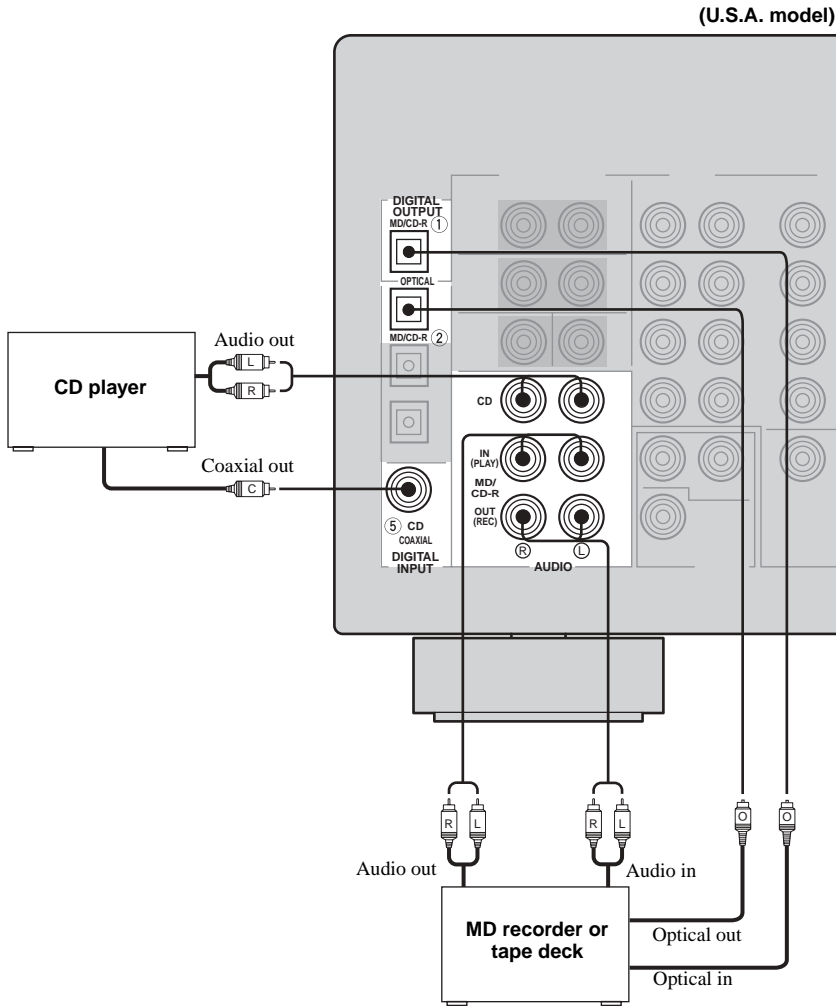 (U.S.A. model)
DIGITAL
OUTPUT
MD/CD-R ①
OPTICAL
MD/CD-R ②
Audio out
L
R
CD player
CD
Coaxial out
C
IN
(PLAY)
MD/
CD-R
OUT
(REC)
⑤ CD
COAXIAL
DIGITAL
INPUT
Ⓡ Ⓛ
AUDIO
R L
R L
O
O
Audio out
Audio in
MD recorder or
tape deck
Optical out
Optical in